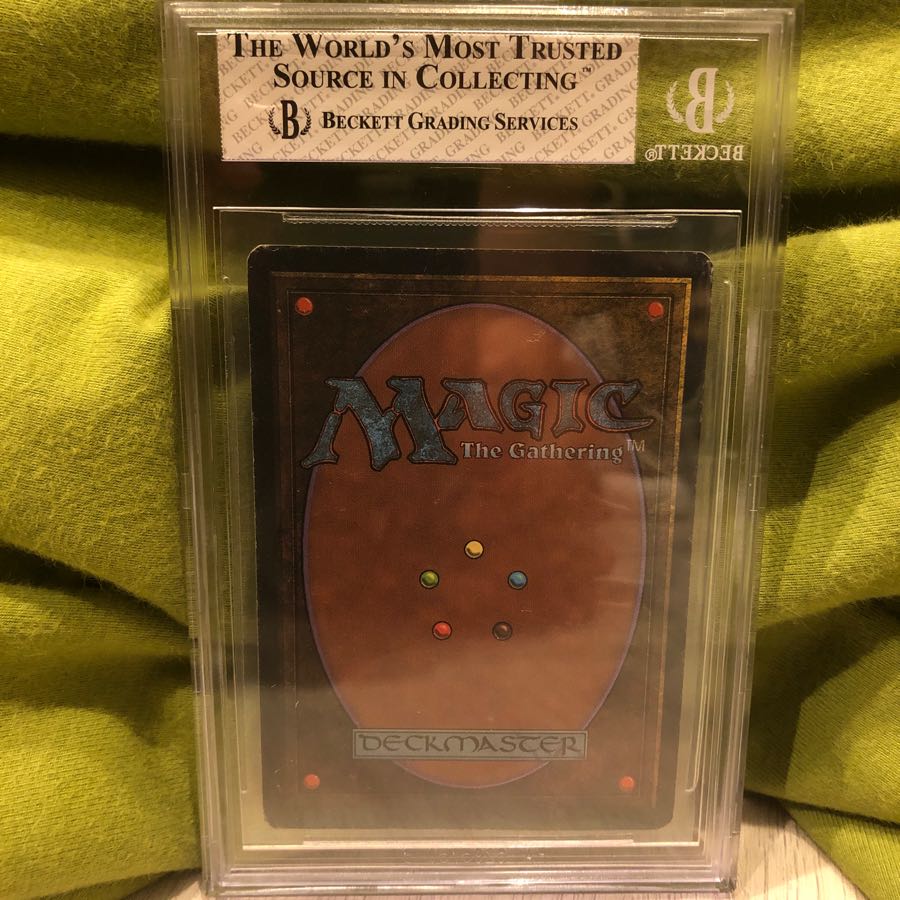 THE WORLD'S MOST TRUSTED
SOURCE IN COLLECTING™
B BECKETT GRADING SERVICES
B
BECKETT®
MAGIC
The Gathering™
DECKMASTER